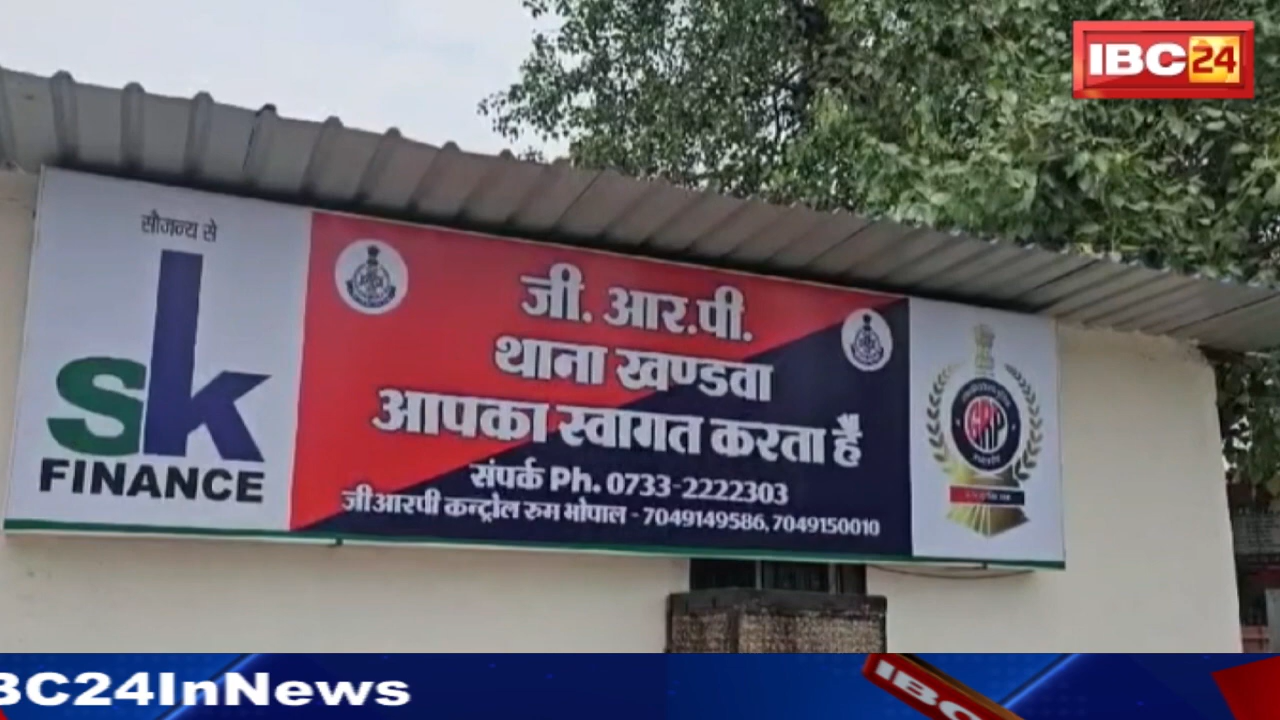 IBC24
सौजन्य से
sk
FINANCE
जी. आर.पी.
थाना खण्डवा
आपका स्वागत करता हैं
संपर्क Ph. 0733-2222303
जीआरपी कन्ट्रोल रुम भोपाल - 7049149586, 7049150010
GRP
BC24InNews
IBC